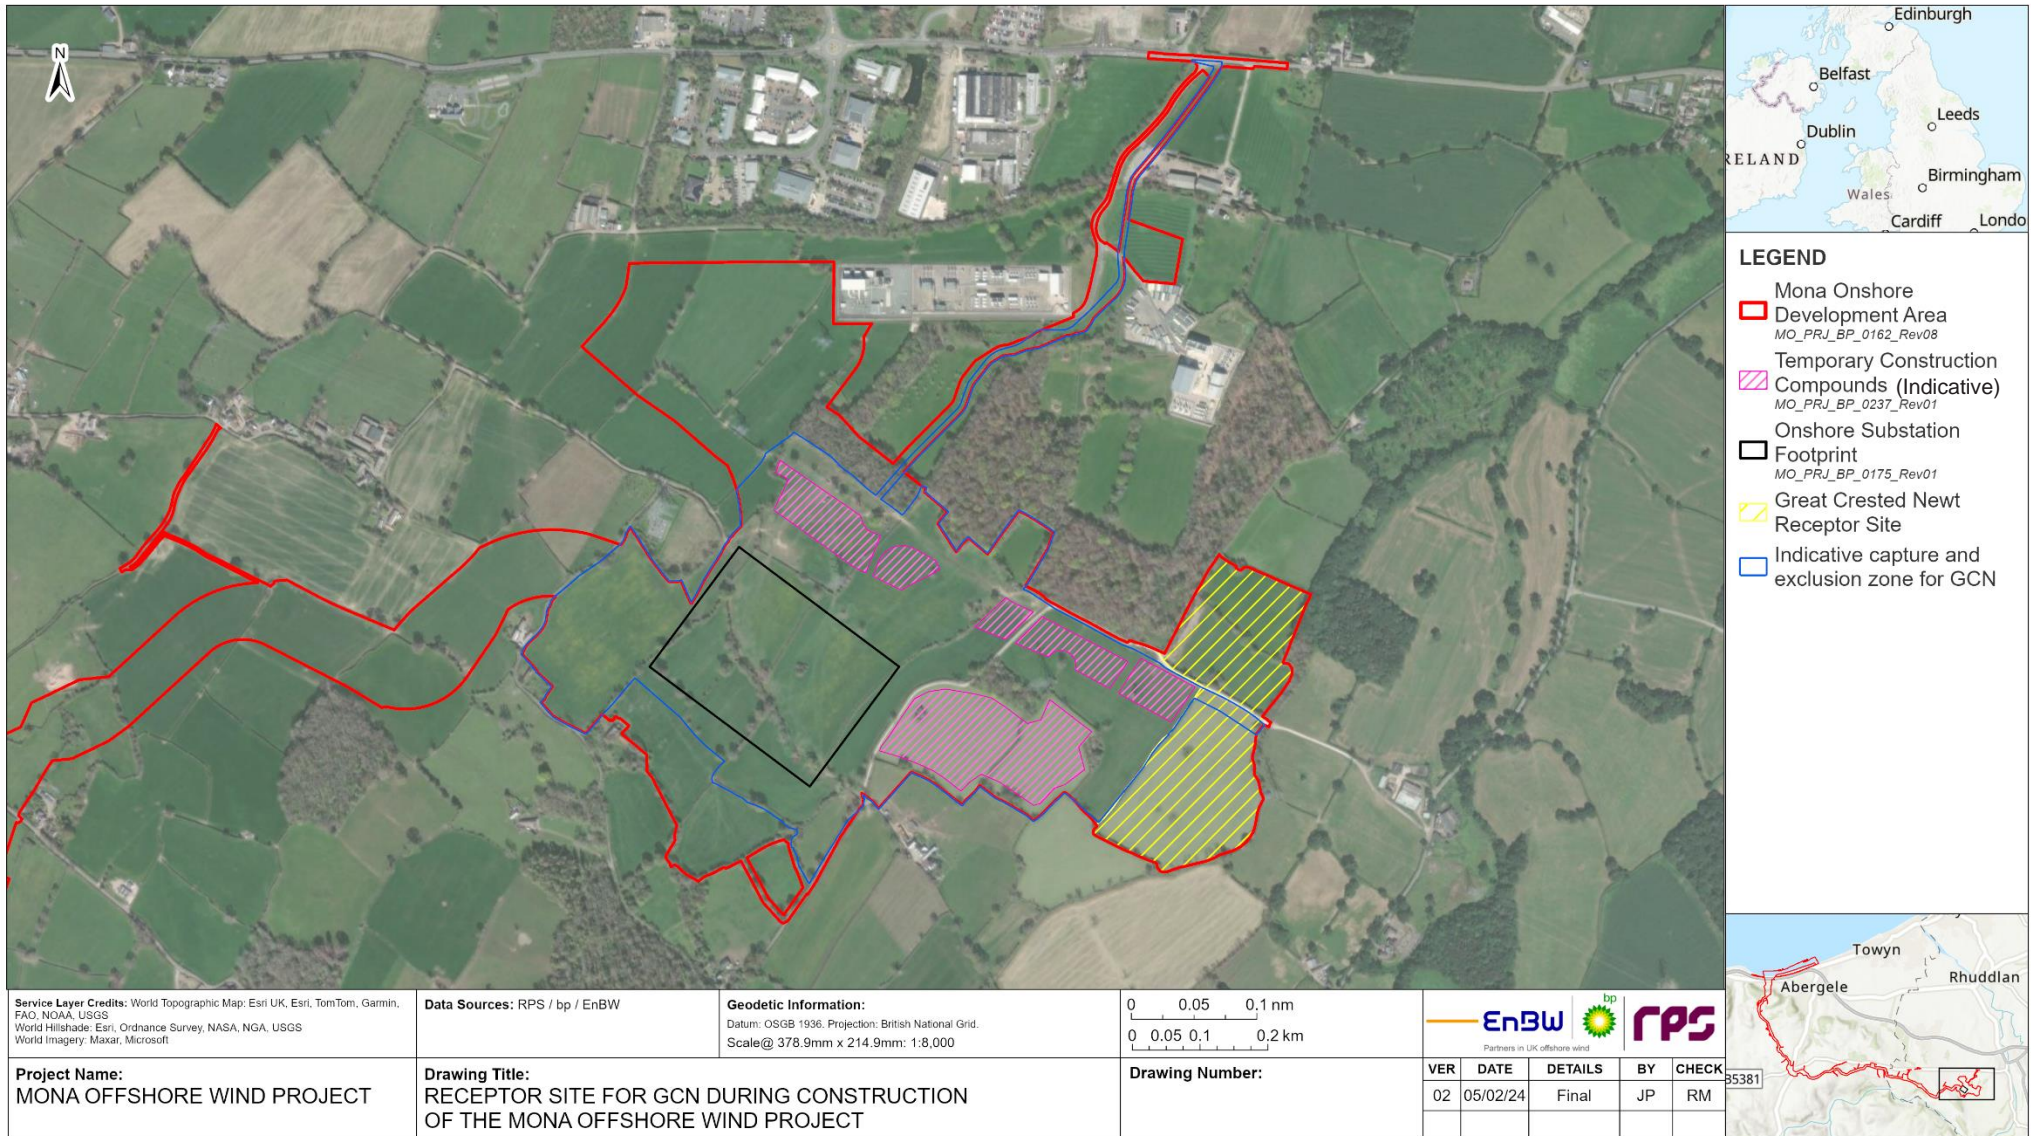 N
Edinburgh
Belfast
Leeds
Dublin
RELAND
Birmingham
Wales
Cardiff
Londo
LEGEND
Mona Onshore
Development Area
MO_PRJ_BP_0162_Rev08
Temporary Construction
Compounds (Indicative)
MO_PRJ_BP_0237_Rev01
Onshore Substation
Footprint
MO_PRJ_BP_0175_Rev01
Great Crested Newt
Receptor Site
Indicative capture and
exclusion zone for GCN
Towyn
Abergele
Rhuddlan
B5381
Service Layer Credits: World Topographic Map: Esri UK, Esri, TomTom, Garmin,
FAO, NOAA, USGS
World Hillshade: Esri, Ordnance Survey, NASA, NGA, USGS
World Imagery: Maxar, Microsoft
Data Sources: RPS / bp / EnBW
Geodetic Information:
Datum: OSGB 1936. Projection: British National Grid.
Scale@ 378.9mm x 214.9mm: 1:8,000
0 0.05 0.1 nm
0 0.05 0.1 0.2 km
EnBW
bp
rps
Partners in UK offshore wind
Project Name:
MONA OFFSHORE WIND PROJECT
Drawing Title:
RECEPTOR SITE FOR GCN DURING CONSTRUCTION
OF THE MONA OFFSHORE WIND PROJECT
Drawing Number:
VER DATE DETAILS BY CHECK
02 05/02/24 Final JP RM